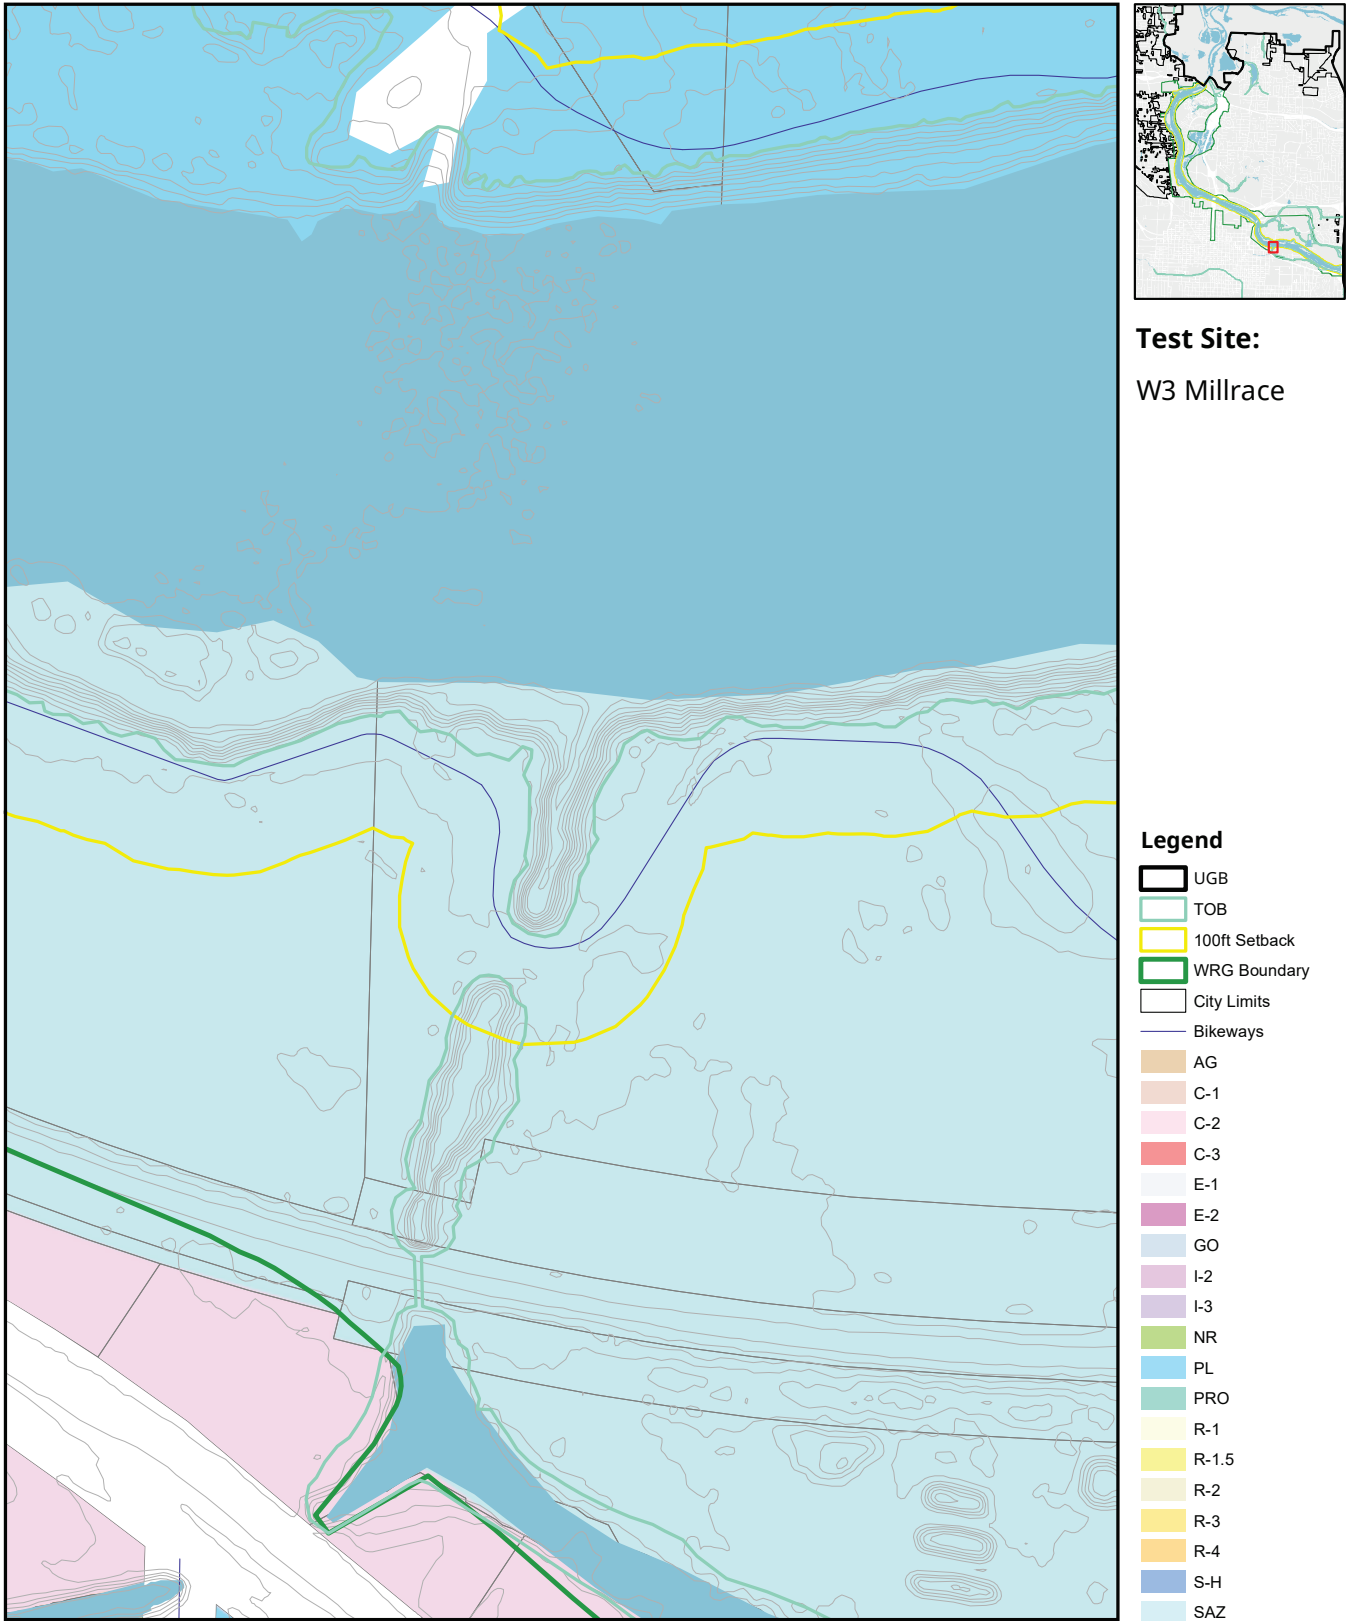 Test Site:
W3 Millrace
Legend
UGB
TOB
100ft Setback
WRG Boundary
City Limits
Bikeways
AG
C-1
C-2
C-3
E-1
E-2
GO
I-2
I-3
NR
PL
PRO
R-1
R-1.5
R-2
R-3
R-4
S-H
SAZ